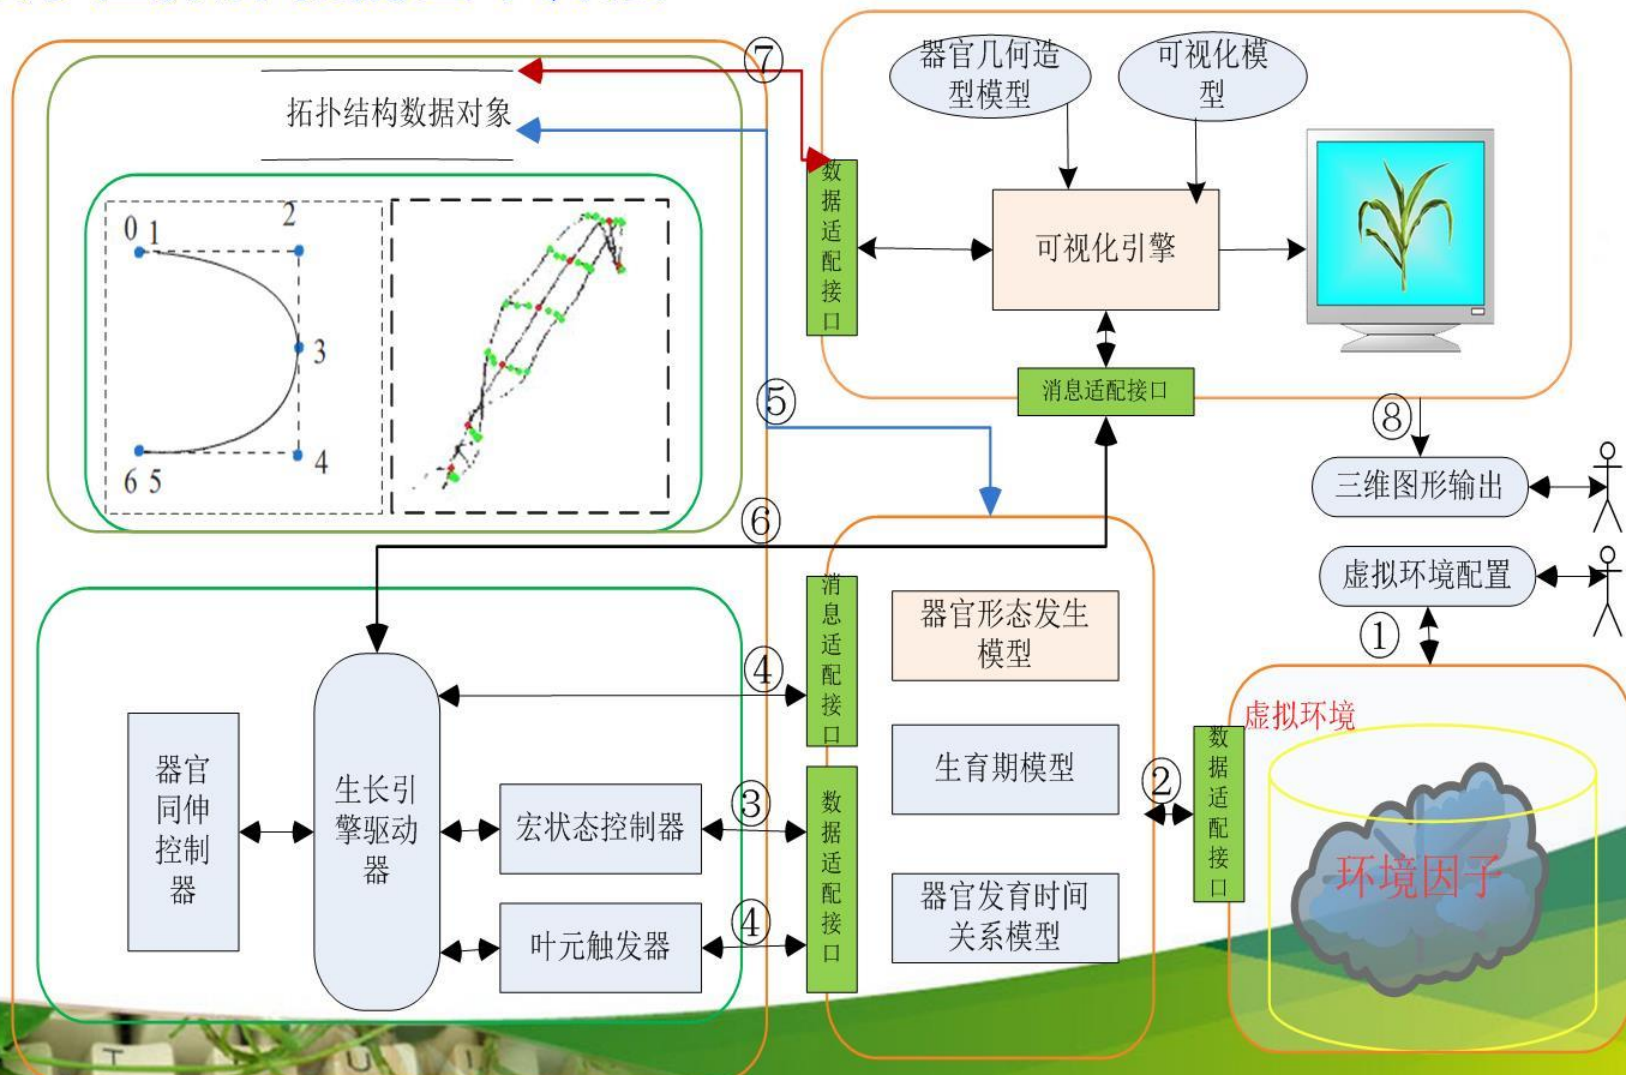 ⑦
拓扑结构数据对象
0 1
2
3
4
6 5
器官几何造
型模型
可视化模
型
数
据
适
配
接
口
可视化引擎
消息适配接口
⑤
⑥
⑧
三维图形输出
虚拟环境配置
①
器官
同伸
控制
器
生长引
擎驱动
器
宏状态控制器
叶元触发器
④
③
④
消
息
适
配
接
口
数
据
适
配
接
口
器官形态发生
模型
生育期模型
器官发育时间
关系模型
②
数
据
适
配
接
口
虚拟环境
环境因子
T
U
I